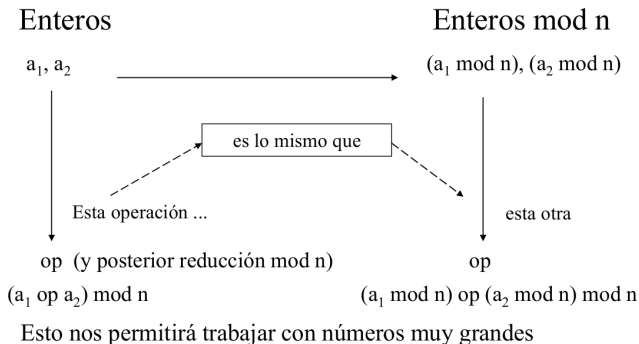 Enteros
Enteros mod n
a₁, a₂
(a₁ mod n), (a₂ mod n)
es lo mismo que
Esta operación ...
esta otra
op (y posterior reducción mod n)
op
(a₁ op a₂) mod n
(a₁ mod n) op (a₂ mod n) mod n
Esto nos permitirá trabajar con números muy grandes